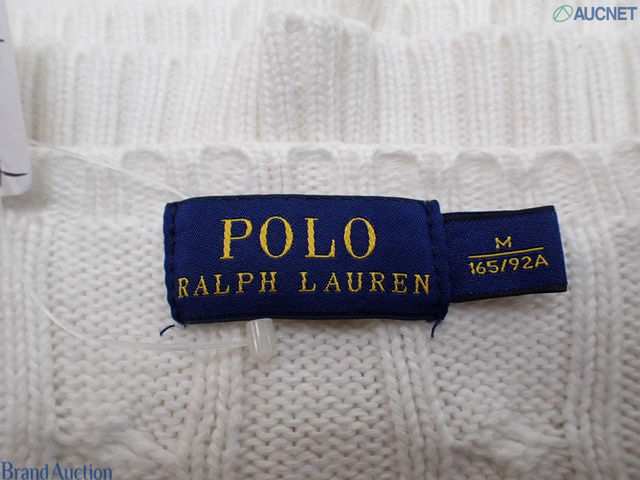 AUCNET
POLO
RALPH LAUREN
M
165/92A
Brand Auction